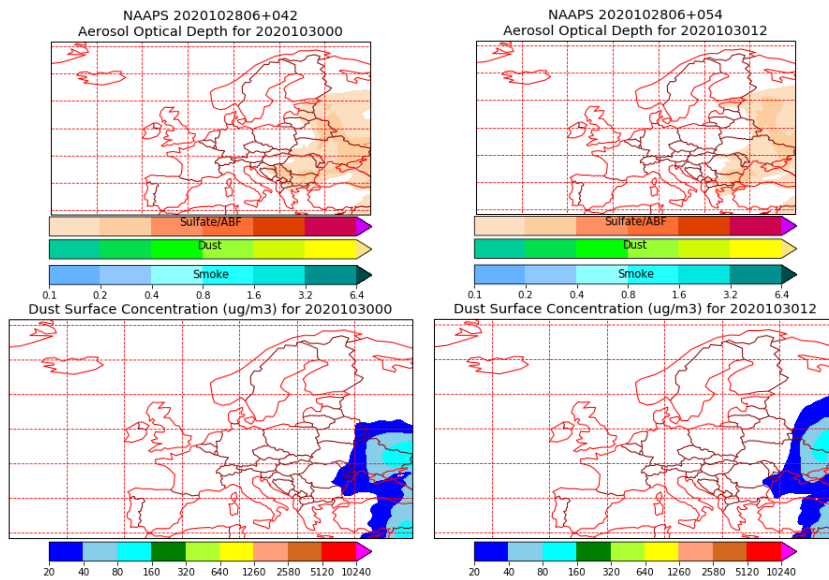 NAAPS 2020102806+042
Aerosol Optical Depth for 2020103000
Sulfate/ABF
Dust
Smoke
0.1 0.2 0.4 0.8 1.6 3.2 6.4
NAAPS 2020102806+054
Aerosol Optical Depth for 2020103012
Sulfate/ABF
Dust
Smoke
0.1 0.2 0.4 0.8 1.6 3.2 6.4
Dust Surface Concentration (ug/m3) for 2020103000
20 40 80 160 320 640 1260 2580 5120 10240
Dust Surface Concentration (ug/m3) for 2020103012
20 40 80 160 320 640 1260 2580 5120 10240